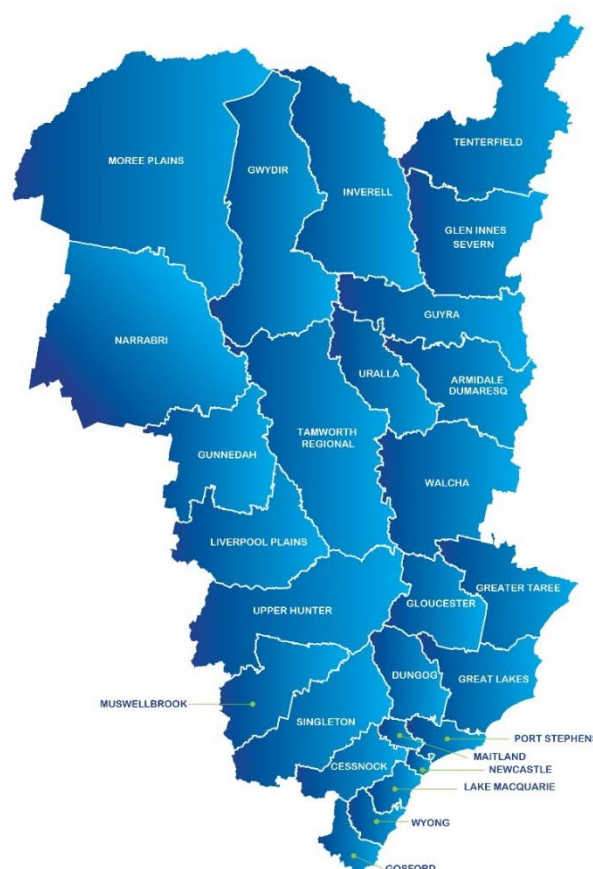 TENTERFIELD
MOREE PLAINS
GWYDIR
INVERELL
GLEN INNES
SEVERN
GUYRA
NARRABRI
URALLA
ARMIDALE
DUMARESQ
TAMWORTH
REGIONAL
GUNNEDAH
WALCHA
LIVERPOOL PLAINS
GREATER TAREE
UPPER HUNTER
GLOUCESTER
DUNGOG
GREAT LAKES
MUSWELLBROOK
SINGLETON
PORT STEPHENS
MAITLAND
CESSNOCK
NEWCASTLE
LAKE MACQUARIE
WYONG
GOSFORD